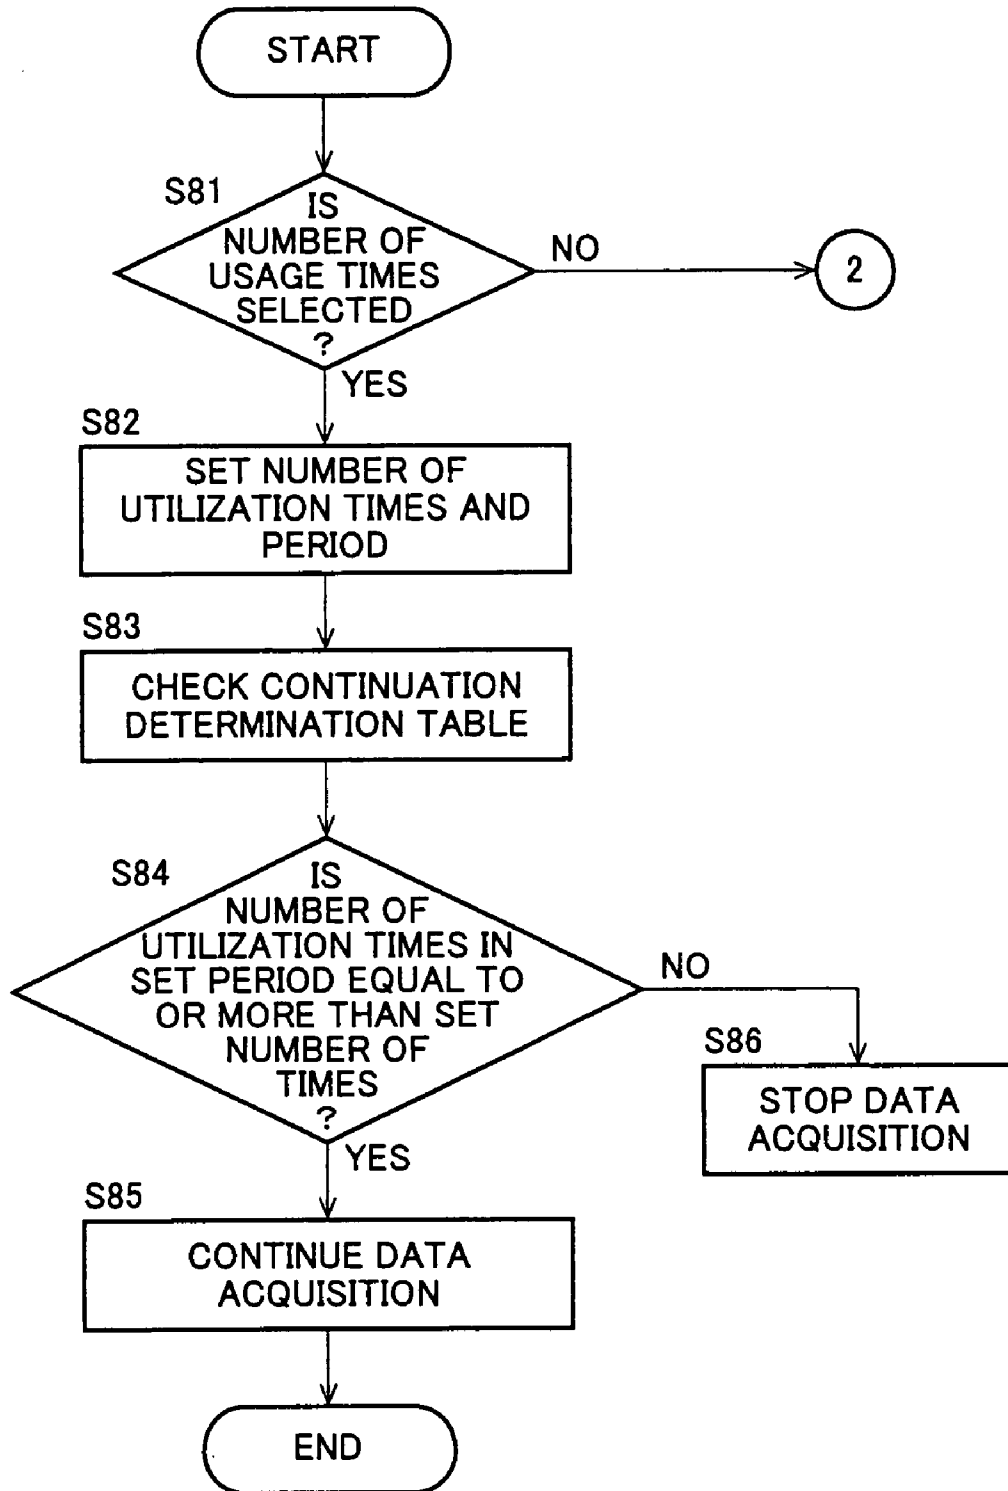 START
S81
IS
NUMBER OF
USAGE TIMES
SELECTED
?
NO
2
YES
S82
SET NUMBER OF
UTILIZATION TIMES AND
PERIOD
S83
CHECK CONTINUATION
DETERMINATION TABLE
S84
IS
NUMBER OF
UTILIZATION TIMES IN
SET PERIOD EQUAL TO
OR MORE THAN SET
NUMBER OF
TIMES
?
NO
S86
STOP DATA
ACQUISITION
YES
S85
CONTINUE DATA
ACQUISITION
END